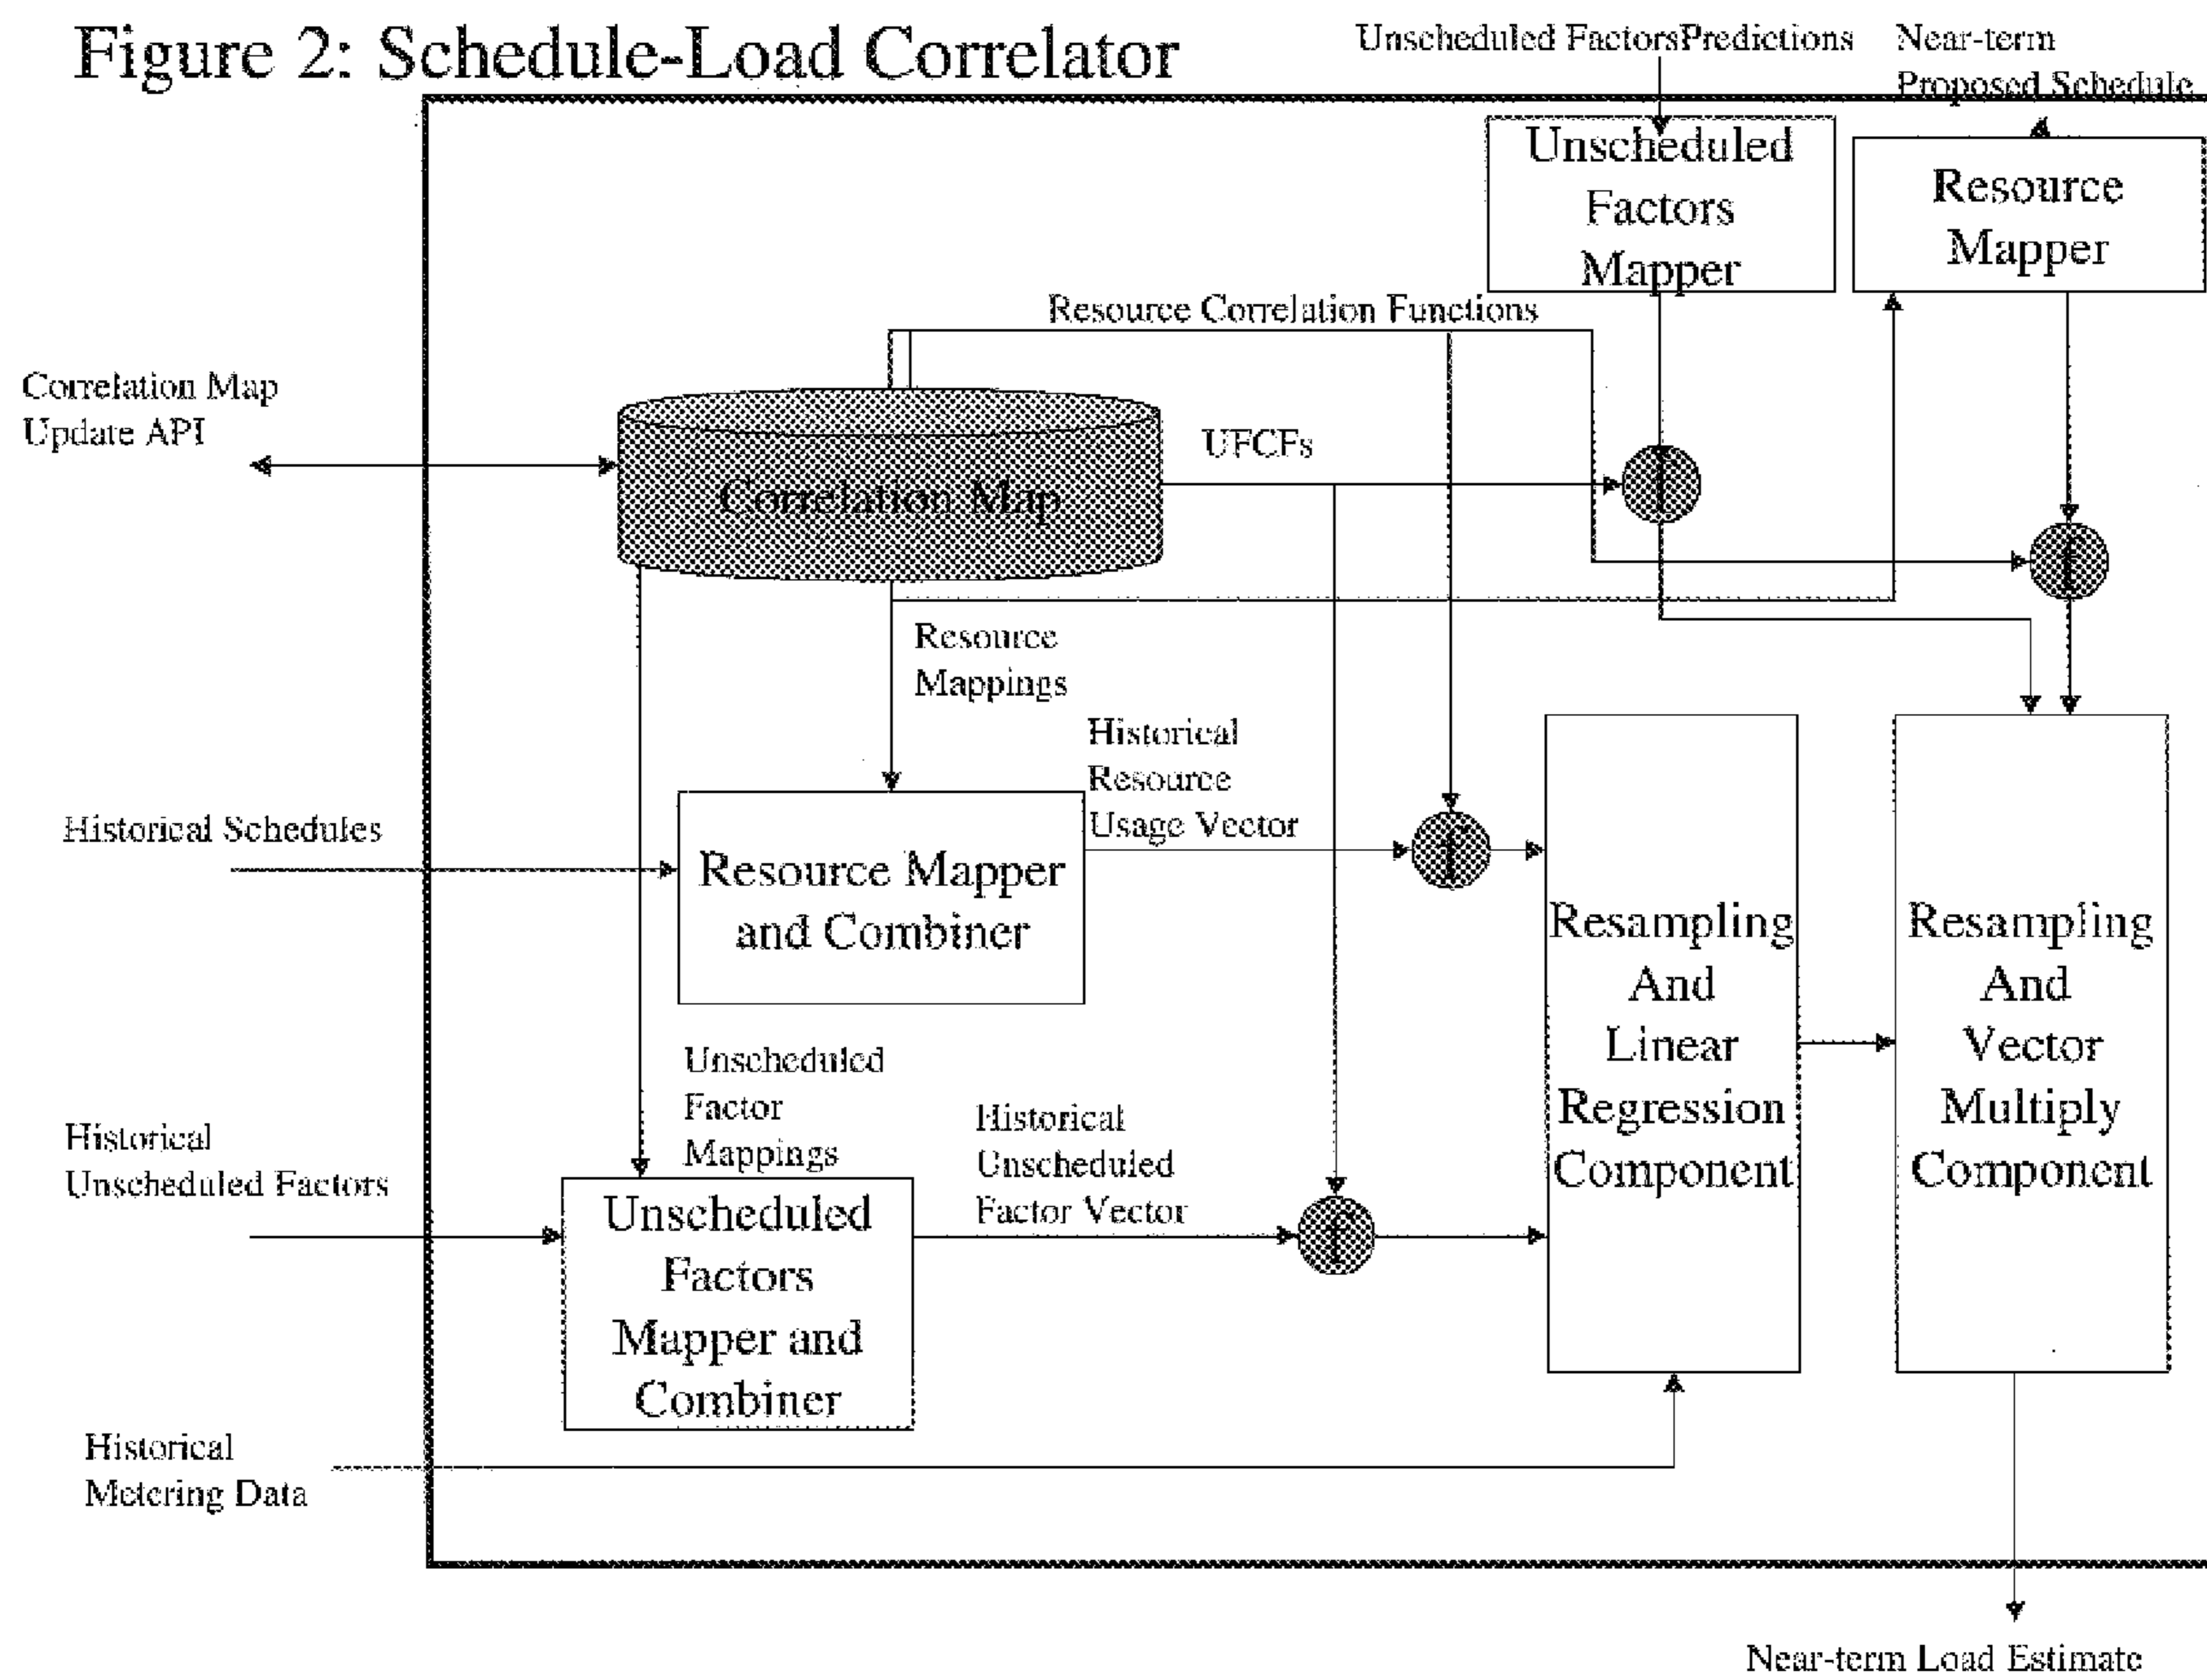 Figure 2: Schedule-Load Correlator
Unscheduled FactorsPredictions
Near-term
Proposed Schedule
Unscheduled
Factors
Mapper
Resource
Mapper
Resource Correlation Functions
Correlation Map
Update API
UFCFs
Correlation Map
f
f
Resource
Mappings
Historical
Resource
Usage Vector
Historical Schedules
f
Resource Mapper
and Combiner
Resampling
And
Linear
Regression
Component
Resampling
And
Vector
Multiply
Component
Unscheduled
Factor
Mappings
Historical
Unscheduled Factors
Historical
Unscheduled
Factor Vector
f
Unscheduled
Factors
Mapper and
Combiner
Historical
Metering Data
Near-term Load Estimate